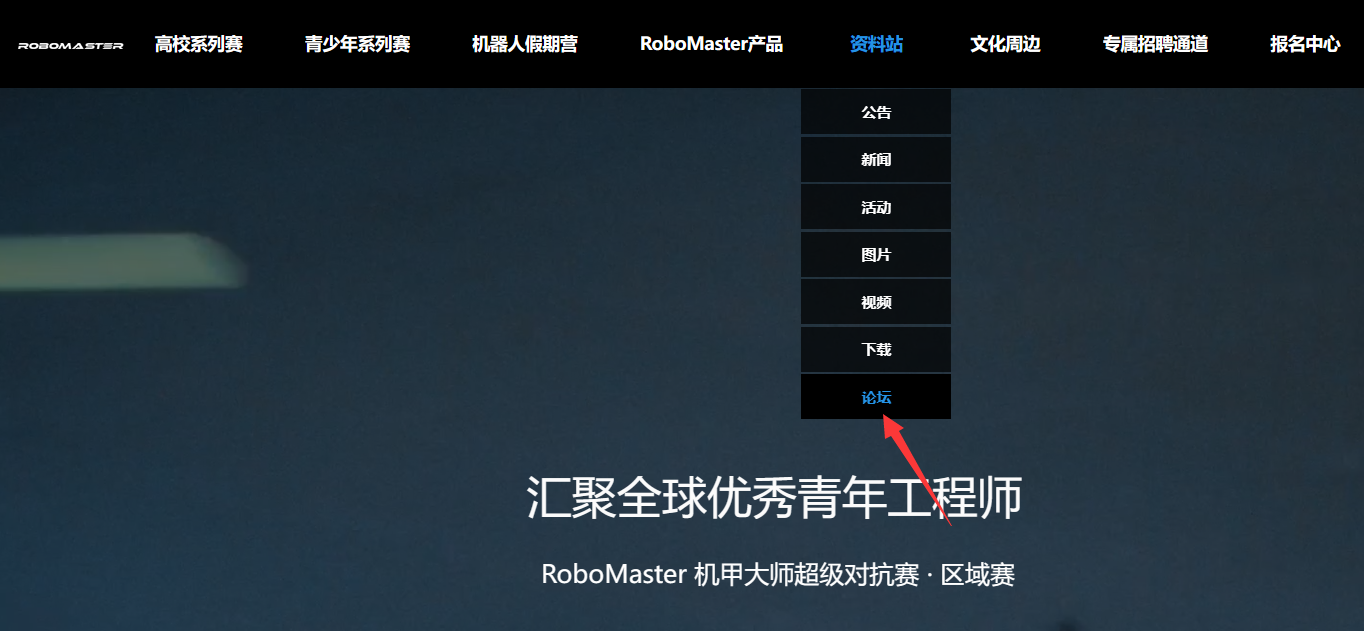 ROBOMASTER 高校系列赛 青少年系列赛 机器人假期营 RoboMaster产品 资料站 文化周边 专属招聘通道 报名中心
公告
新闻
活动
图片
视频
下载
论坛
汇聚全球优秀青年工程师
RoboMaster 机甲大师超级对抗赛 · 区域赛